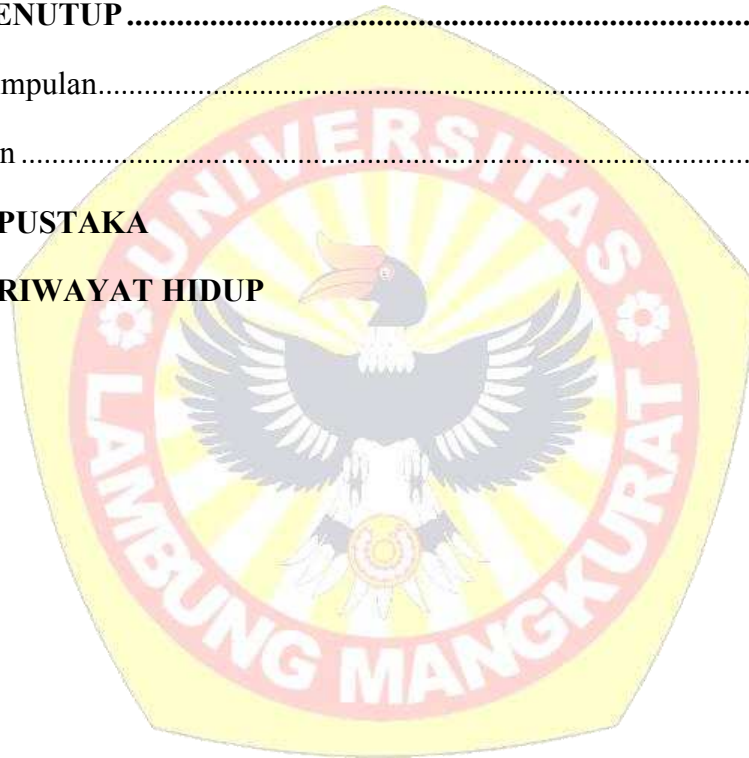 ENUTUP................................................................................
mpulan................................................................................
n................................................................................
PUSTAKA
RIWAYAT HIDUP
UNIVERSITAS
LAMBUNG MANGKURAT